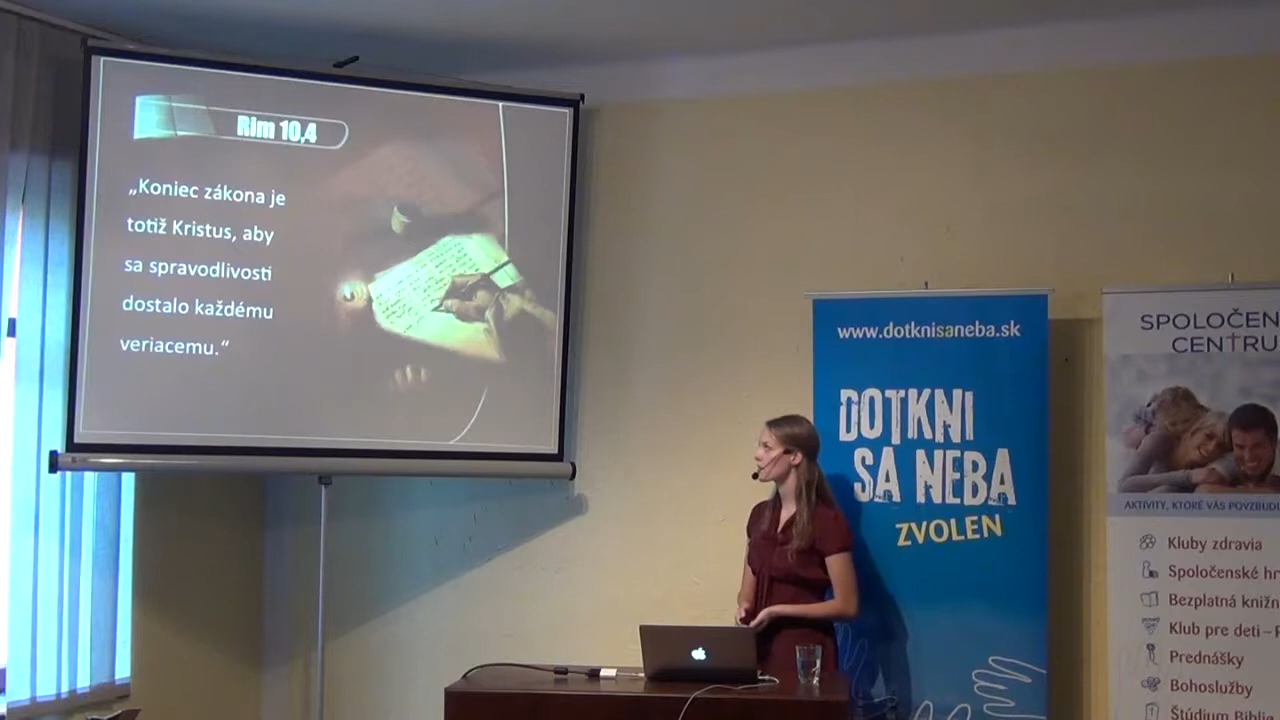 Rim 10,4
„Koniec zákona je
totiž Kristus, aby
sa spravodlivosti
dostalo každému
veriacemu.“
www.dotknisaneba.sk
DOTKNI
SA NEBA
ZVOLEN
SPOLOČEN
CENTRU
AKTIVITY, KTORÉ VÁS POVZBUDI
Kluby zdravia
Spoločenské hr
Bezplatná knižn
Klub pre deti –
Prednášky
Bohoslužby
Štúdium Biblie